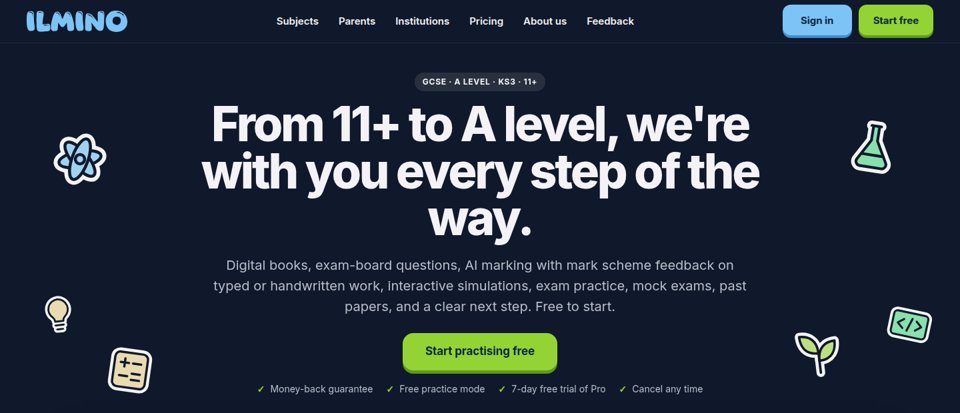 ILMINO
Subjects Parents Institutions Pricing About us Feedback
Sign in
Start free
GCSE · A LEVEL · KS3 · 11+
From 11+ to A level, we're
with you every step of the
way.
Digital books, exam-board questions, AI marking with mark scheme feedback on
typed or handwritten work, interactive simulations, exam practice, mock exams, past
papers, and a clear next step. Free to start.
Start practising free
✓ Money-back guarantee ✓ Free practice mode ✓ 7-day free trial of Pro ✓ Cancel any time